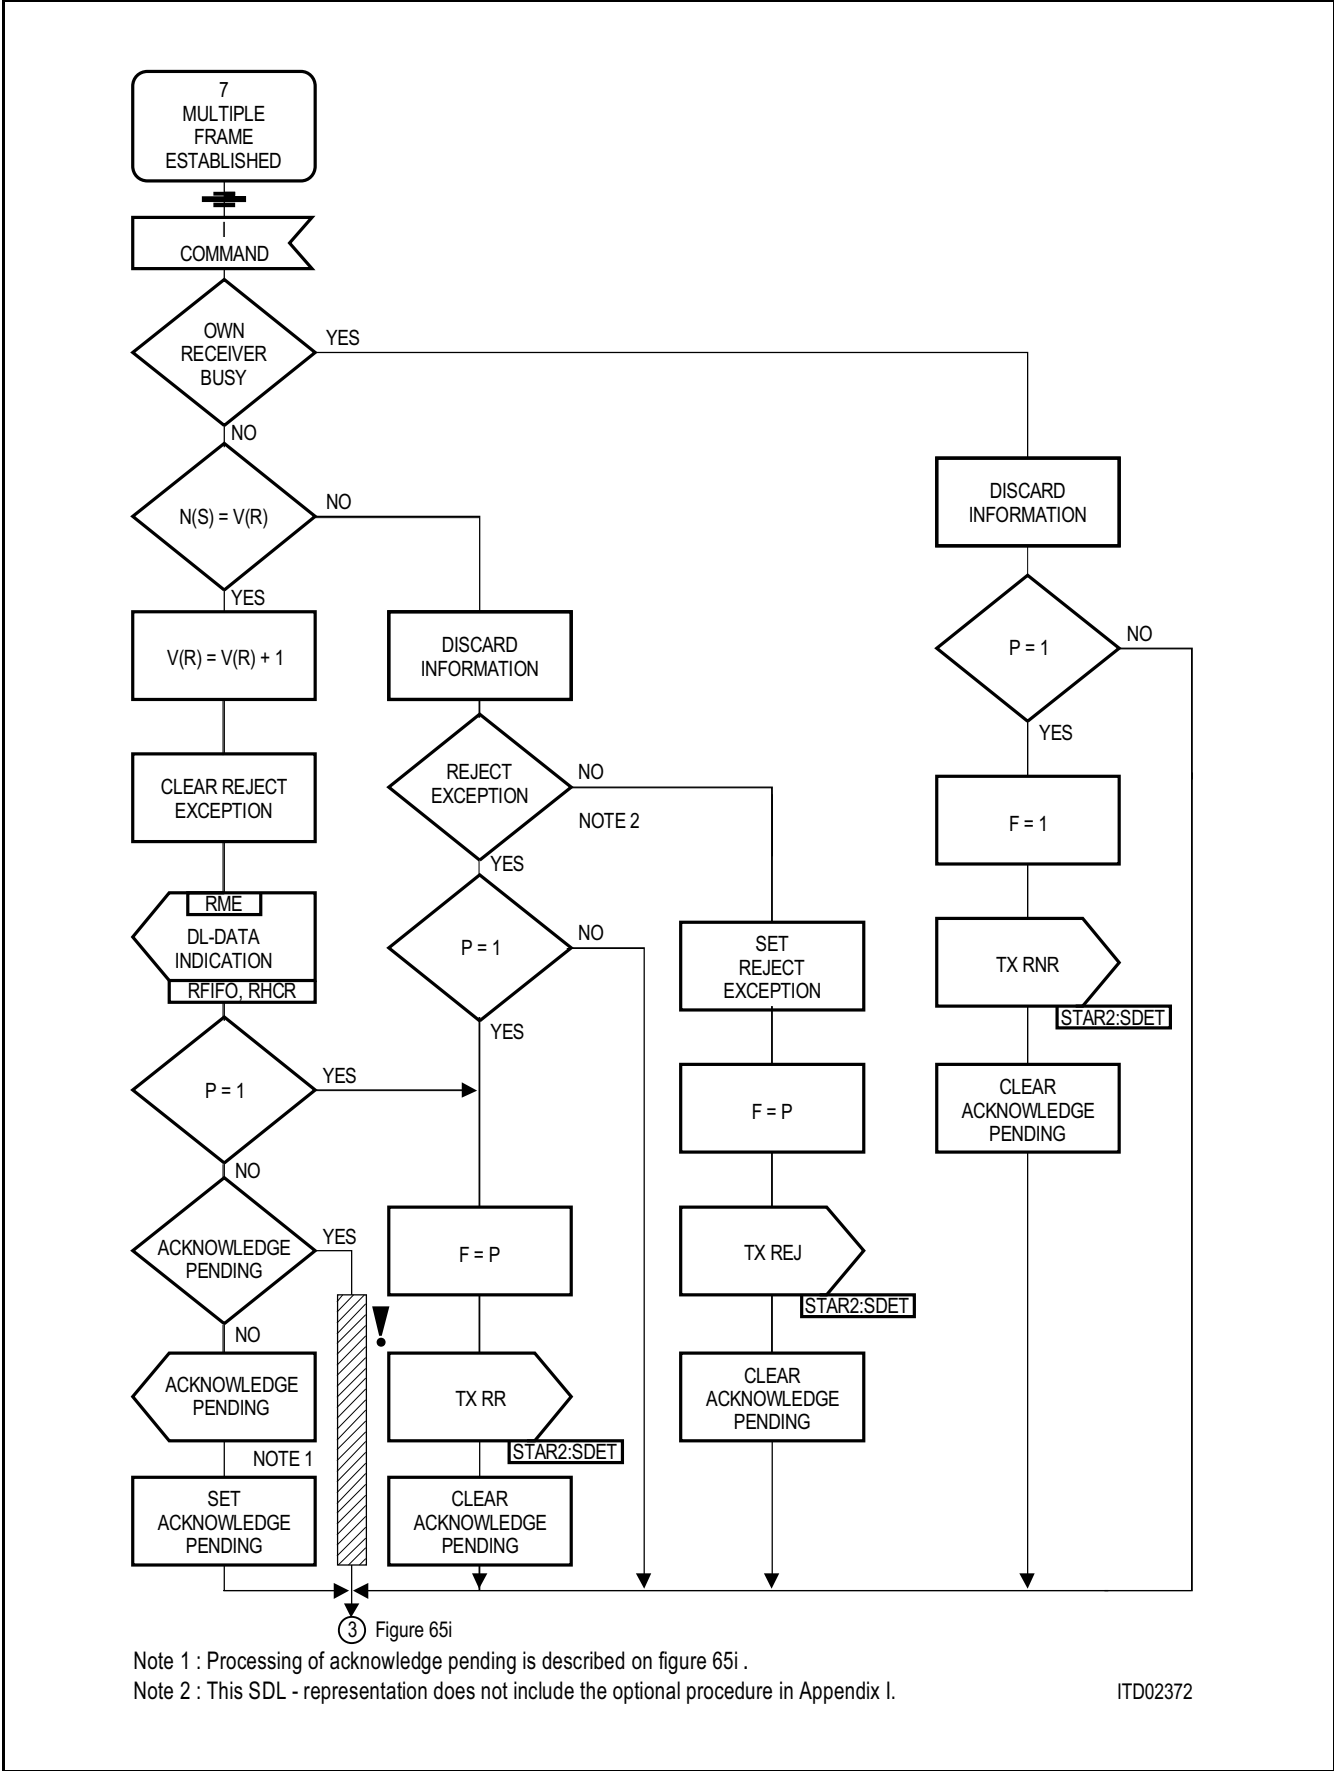 7
MULTIPLE
FRAME
ESTABLISHED
COMMAND
OWN
RECEIVER
BUSY
YES
NO
N(S) = V(R)
NO
YES
DISCARD
INFORMATION
P = 1
NO
YES
F = 1
TX RNR
STAR2:SDET
CLEAR
ACKNOWLEDGE
PENDING
V(R) = V(R) + 1
DISCARD
INFORMATION
CLEAR REJECT
EXCEPTION
REJECT
EXCEPTION
NO
NOTE 2
YES
RME
DL-DATA
INDICATION
RFIFO, RHCR
P = 1
NO
YES
SET
REJECT
EXCEPTION
P = 1
YES
NO
F = P
ACKNOWLEDGE
PENDING
YES
NO
F = P
TX REJ
STAR2:SDET
!
ACKNOWLEDGE
PENDING
NOTE 1
TX RR
STAR2:SDET
CLEAR
ACKNOWLEDGE
PENDING
SET
ACKNOWLEDGE
PENDING
CLEAR
ACKNOWLEDGE
PENDING
3 Figure 65i
Note 1 : Processing of acknowledge pending is described on figure 65i .
Note 2 : This SDL - representation does not include the optional procedure in Appendix I.
ITD02372